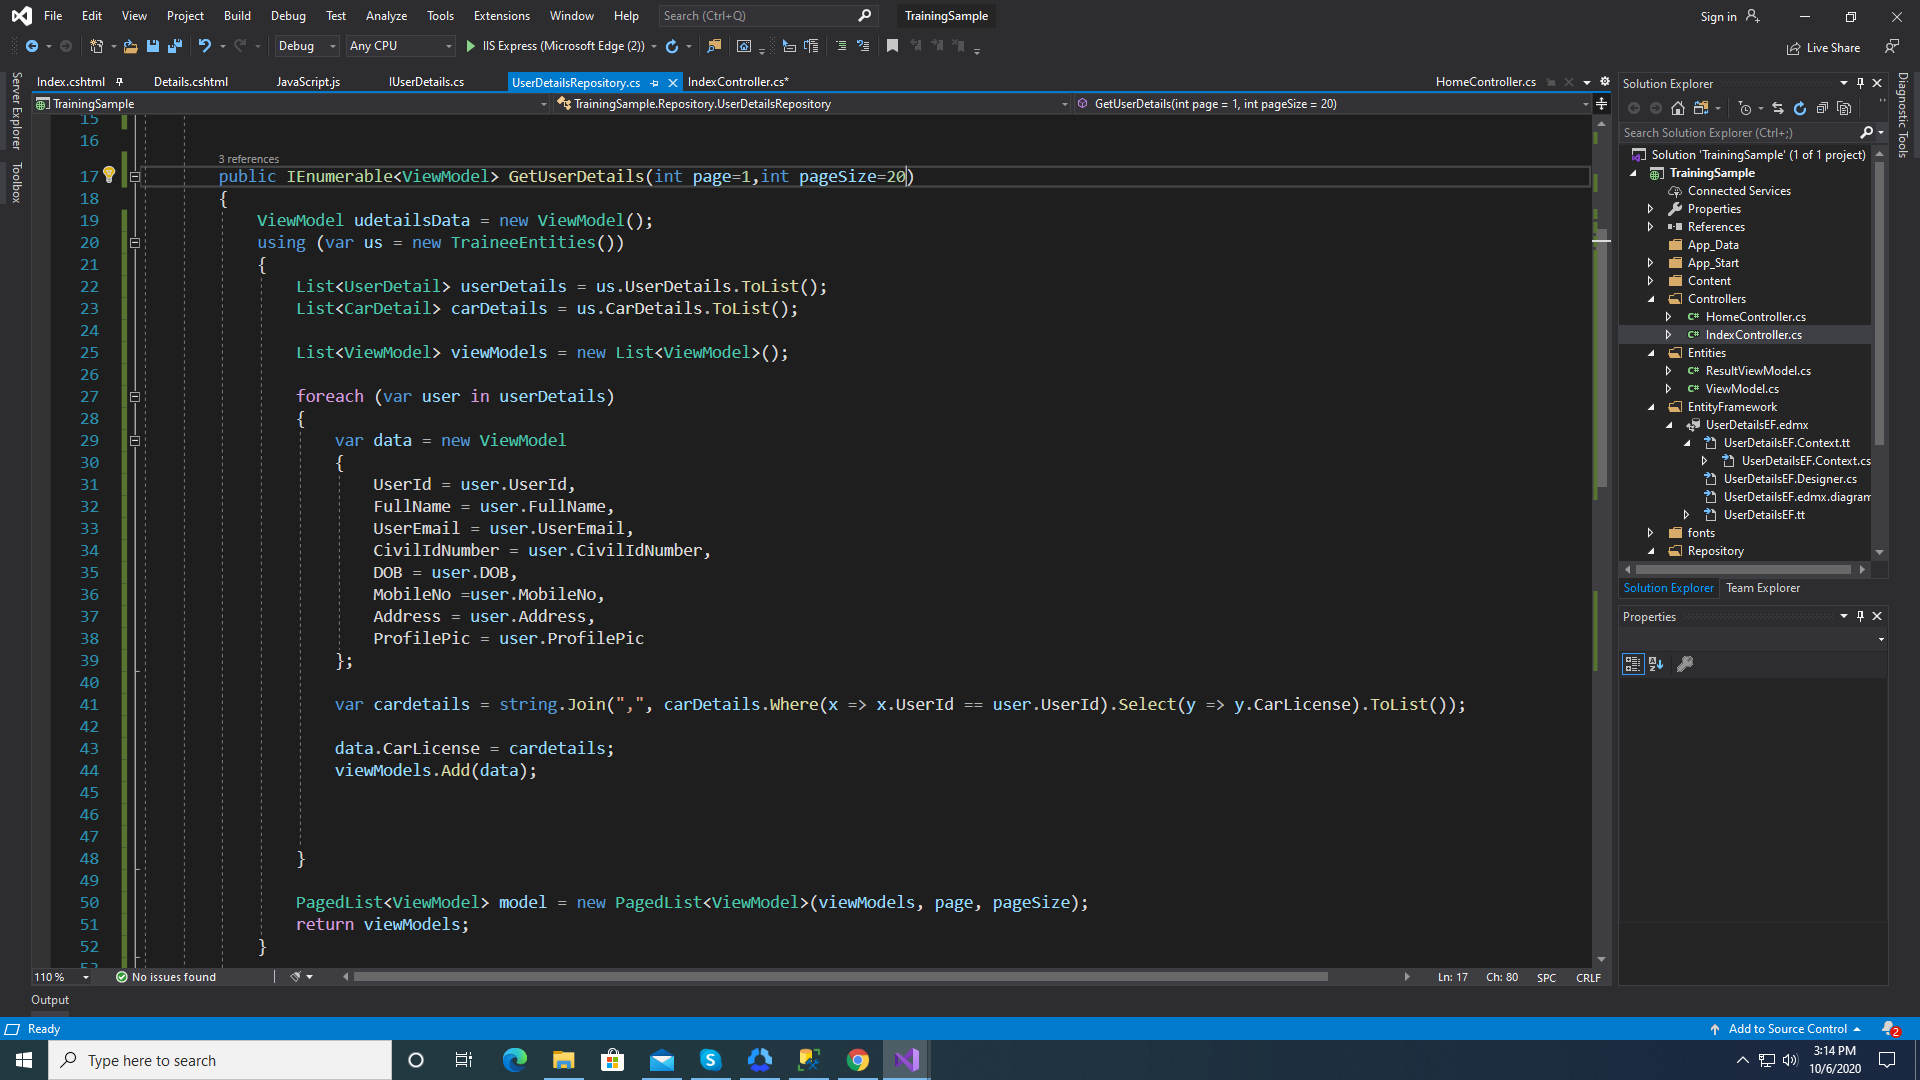 File Edit View Project Build Debug Test Analyze Tools Extensions Window Help Search (Ctrl+Q) TrainingSample Sign in
Debug Any CPU IIS Express (Microsoft Edge (2)) Live Share
Index.cshtml Details.cshtml JavaScript.js IUserDetails.cs UserDetailsRepository.cs IndexController.cs* HomeController.cs
TrainingSample TrainingSample.Repository.UserDetailsRepository GetUserDetails(int page = 1, int pageSize = 20)
Server Explorer
Toolbox
15
16
3 references
17 public IEnumerable<ViewModel> GetUserDetails(int page=1,int pageSize=20)
18 {
19 ViewModel udetailsData = new ViewModel();
20 using (var us = new TraineeEntities())
21 {
22 List<UserDetail> userDetails = us.UserDetails.ToList();
23 List<CarDetail> carDetails = us.CarDetails.ToList();
24
25 List<ViewModel> viewModels = new List<ViewModel>();
26
27 foreach (var user in userDetails)
28 {
29 var data = new ViewModel
30 {
31 UserId = user.UserId,
32 FullName = user.FullName,
33 UserEmail = user.UserEmail,
34 CivilIdNumber = user.CivilIdNumber,
35 DOB = user.DOB,
36 MobileNo =user.MobileNo,
37 Address = user.Address,
38 ProfilePic = user.ProfilePic
39 };
40
41 var cardetails = string.Join(",", carDetails.Where(x => x.UserId == user.UserId).Select(y => y.CarLicense).ToList());
42
43 data.CarLicense = cardetails;
44 viewModels.Add(data);
45
46
47
48 }
49
50 PagedList<ViewModel> model = new PagedList<ViewModel>(viewModels, page, pageSize);
51 return viewModels;
52 }
110 % No issues found Ln: 17 Ch: 80 SPC CRLF
Output
Solution Explorer
Search Solution Explorer (Ctrl+;)
Solution 'TrainingSample' (1 of 1 project)
TrainingSample
Connected Services
Properties
References
App_Data
App_Start
Content
Controllers
C# HomeController.cs
C# IndexController.cs
Entities
C# ResultViewModel.cs
C# ViewModel.cs
EntityFramework
UserDetailsEF.edmx
UserDetailsEF.Context.tt
UserDetailsEF.Context.cs
UserDetailsEF.Designer.cs
UserDetailsEF.edmx.diagram
UserDetailsEF.tt
fonts
Repository
Solution Explorer Team Explorer
Properties
Diagnostic Tools
Ready Add to Source Control 2
Type here to search
3:14 PM
10/6/2020